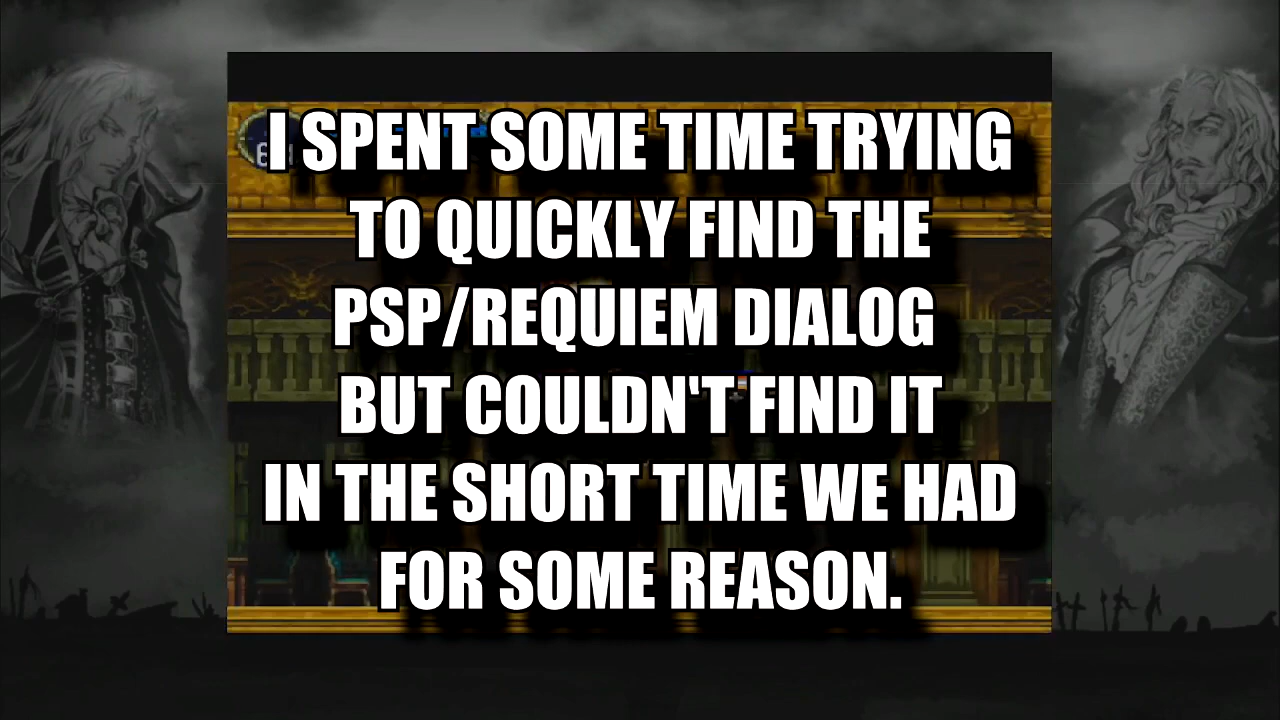 I SPENT SOME TIME TRYING
TO QUICKLY FIND THE
PSP/REQUIEM DIALOG
BUT COULDN'T FIND IT
IN THE SHORT TIME WE HAD
FOR SOME REASON.